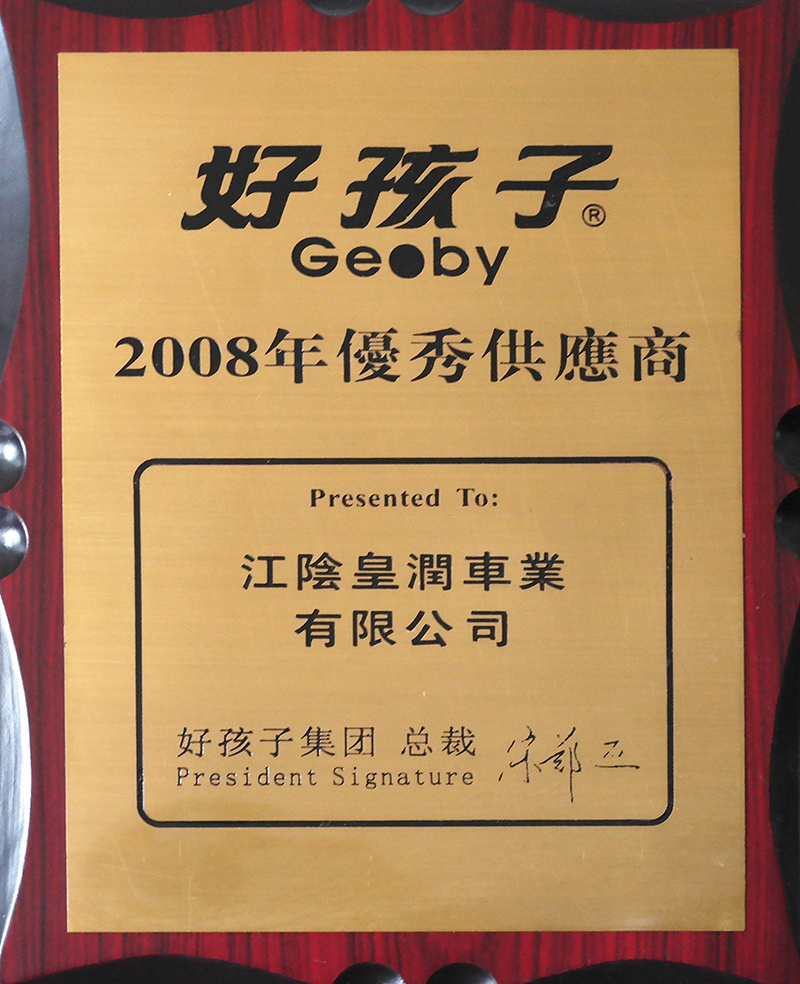 好孩子®
Geoby
2008年優秀供應商
Presented To:
江陰皇潤車業
有限公司
好孩子集团 总裁
President Signature